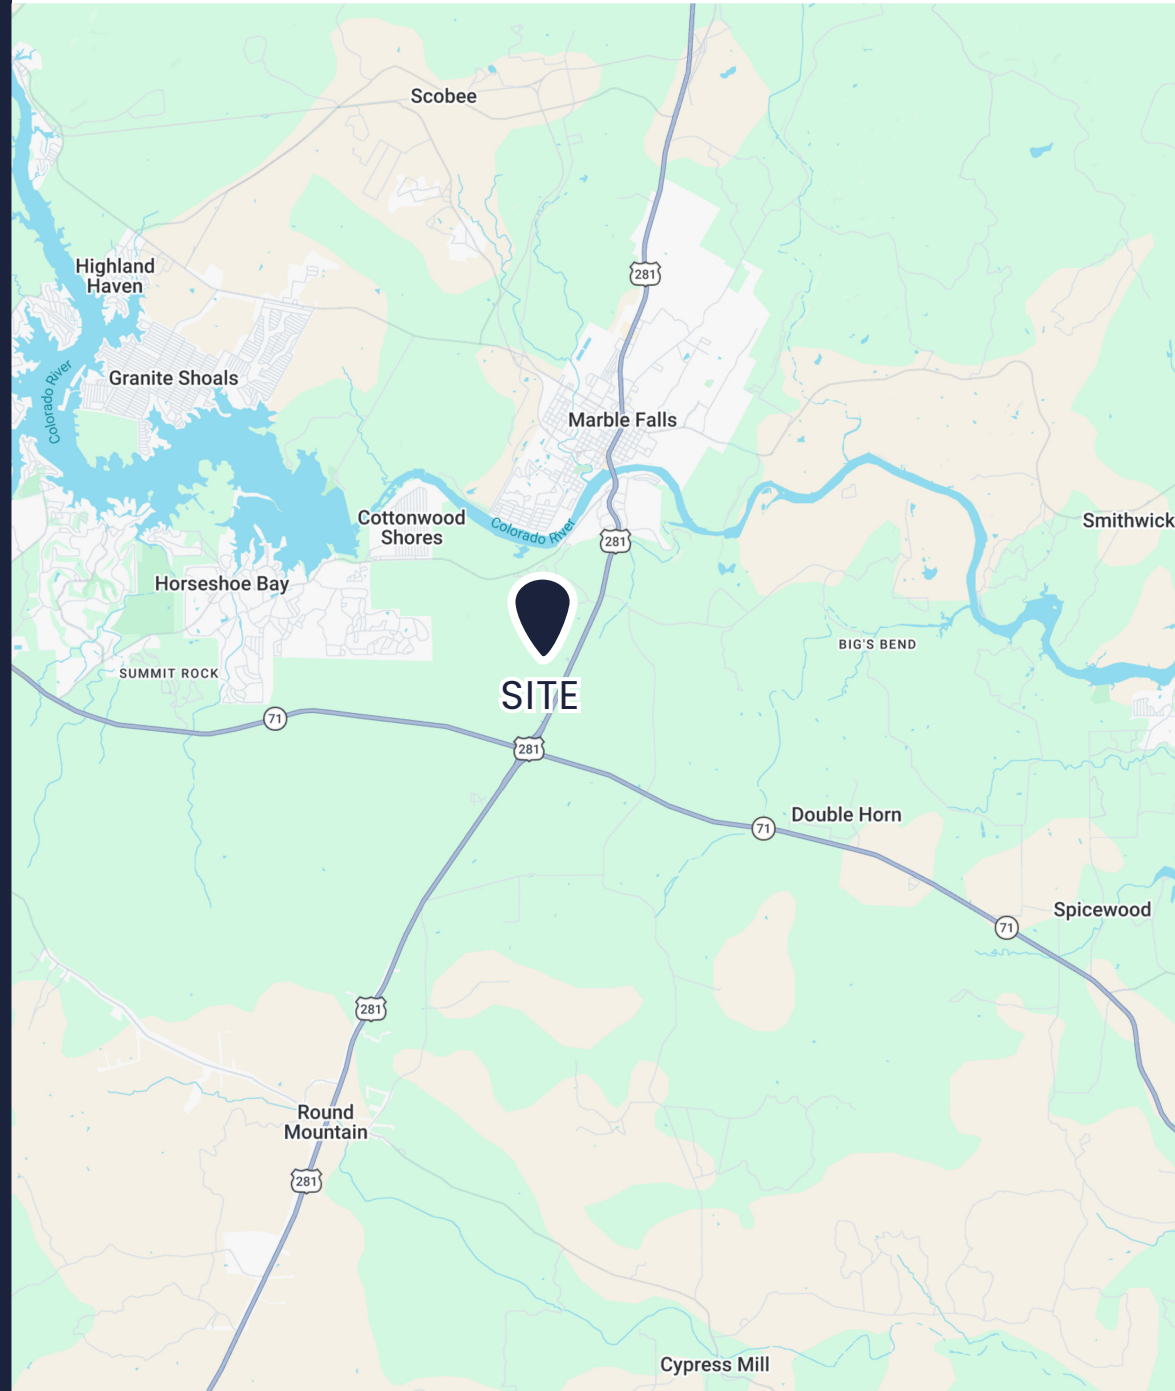 Scobee
281
Highland
Haven
Colorado River
Granite Shoals
Marble Falls
Cottonwood
Shores
Colorado River
Smithwick
281
Horseshoe Bay
BIG'S BEND
SUMMIT ROCK
SITE
71
281
Double Horn
71
Spicewood
71
281
Round
Mountain
281
Cypress Mill